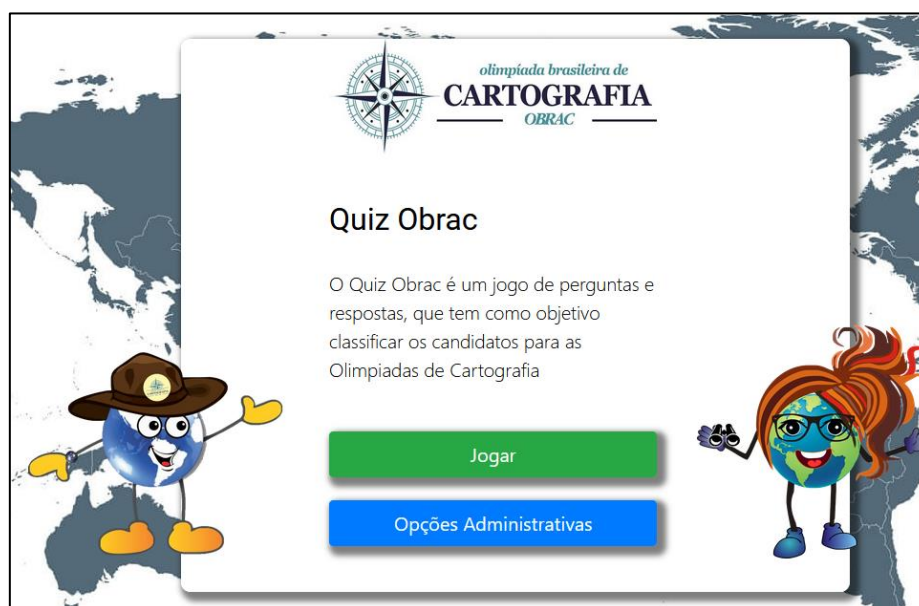 olimpíada brasileira de
CARTOGRAFIA
OBRAC
Quiz Obrac
O Quiz Obrac é um jogo de perguntas e
respostas, que tem como objetivo
classificar os candidatos para as
Olimpiadas de Cartografia
Jogar
Opções Administrativas